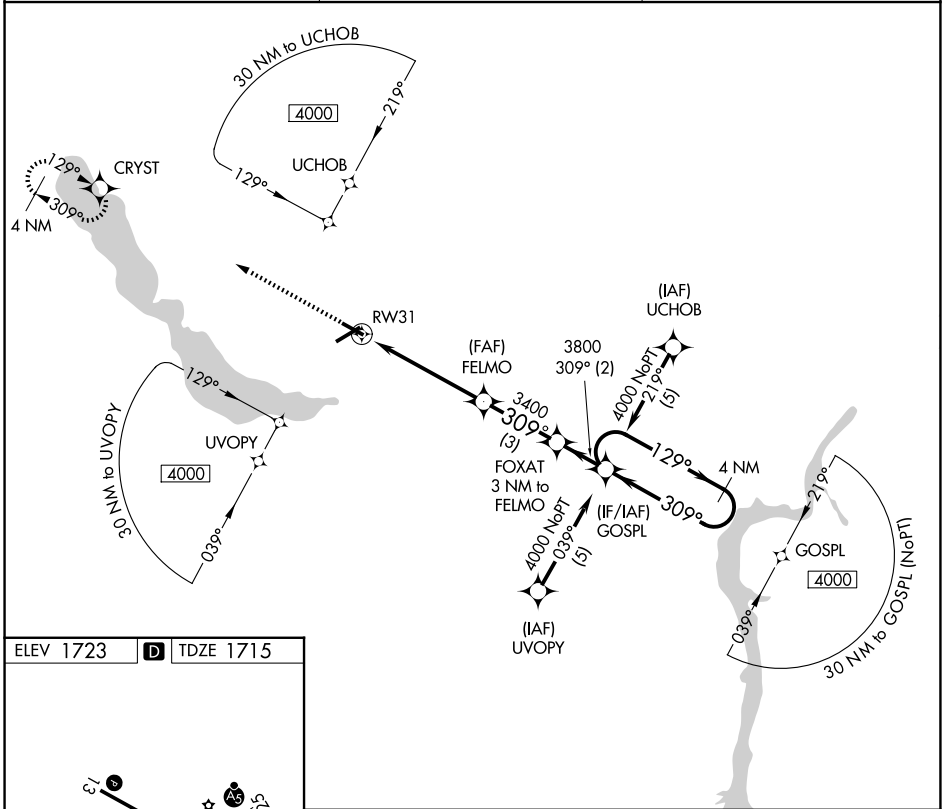 30 NM to UCHOB
4000
219°
129°
UCHOB
CRYST
129°
309°
4 NM
RW31
(IAF)
UCHOB
4000 NoPT
219°
(5)
(FAF)
FELMO
3800
309° (2)
3400
309°
(3)
FOXAT
3 NM to
FELMO
129°
4 NM
309°
(IF/IAF)
GOSPL
4000 NoPT
039°
(5)
(IAF)
UVOPY
129°
UVOPY
30 NM to UVOPY
4000
039°
219°
GOSPL
4000
039°
30 NM to GOSPL (NoPT)
ELEV 1723 D TDZE 1715
13
P
A5
25